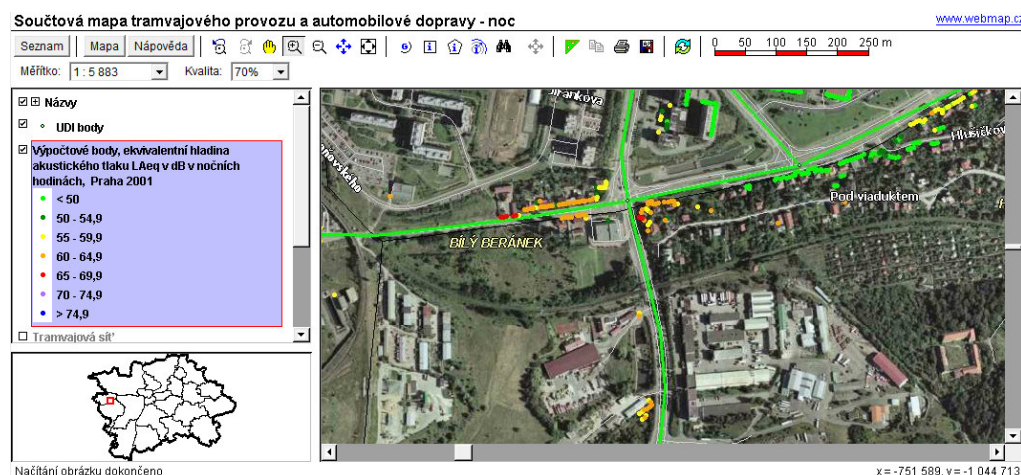 Součtová mapa tramvajového provozu a automobilové dopravy - noc
www.webmap.cz
Seznam Mapa Nápověda 0 50 100 150 200 250 m
Měřítko: 1 : 5 883 Kvalita: 70%
Názvy
UDI body
Výpočtové body, ekvivalentní hladina
akustického tlaku LAeq v dB v nočních
hodinách, Praha 2001
< 50
50 - 54,9
55 - 59,9
60 - 64,9
65 - 69,9
70 - 74,9
> 74,9
Tramvajová síť
Pod viaduktem
BÍLÝ BERÁNEK
Načítání obrázku dokončeno
x = -751 589, y = -1 044 713